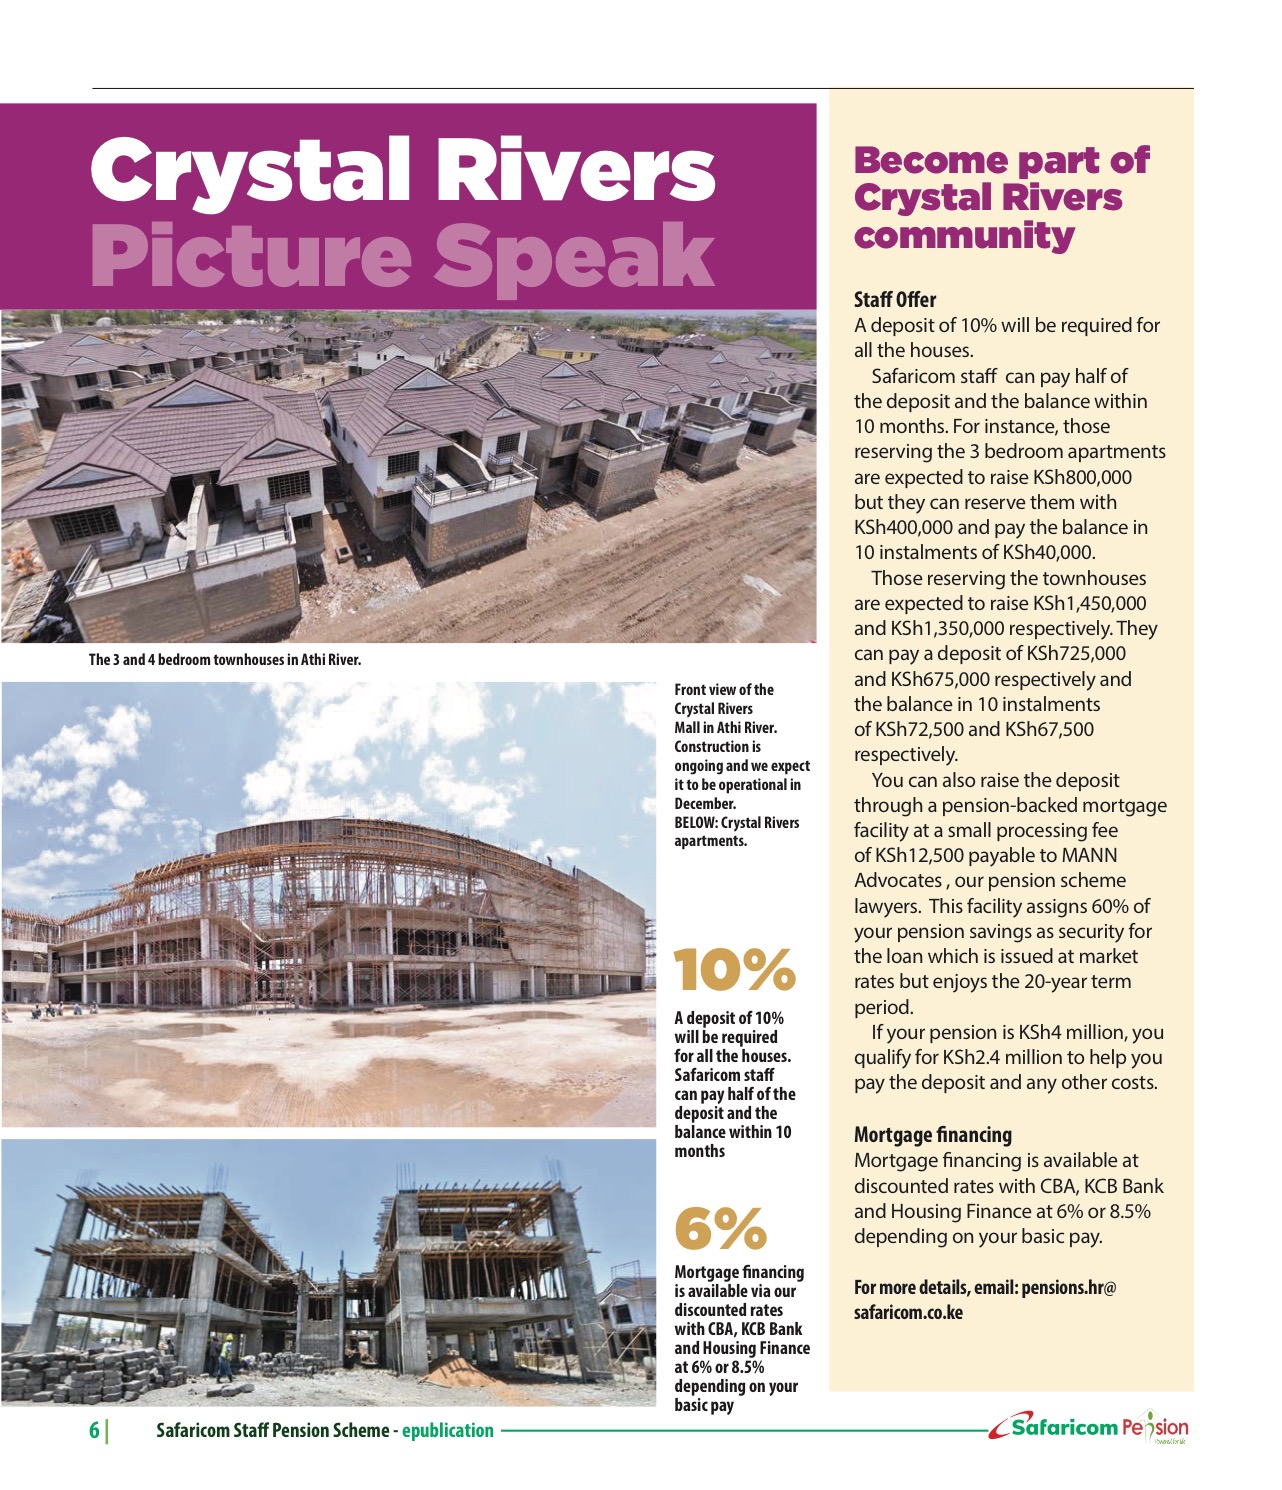 Crystal Rivers
Picture Speak
The 3 and 4 bedroom townhouses in Athi River.
Front view of the
Crystal Rivers
Mall in Athi River.
Construction is
ongoing and we expect
it to be operational in
December.
BELOW: Crystal Rivers
apartments.
10%
A deposit of 10%
will be required
for all the houses.
Safaricom staff
can pay half of the
deposit and the
balance within 10
months
6%
Mortgage financing
is available via our
discounted rates
with CBA, KCB Bank
and Housing Finance
at 6% or 8.5%
depending on your
basic pay
Become part of
Crystal Rivers
community
Staff Offer
A deposit of 10% will be required for
all the houses.
Safaricom staff  can pay half of
the deposit and the balance within
10 months. For instance, those
reserving the 3 bedroom apartments
are expected to raise KSh800,000
but they can reserve them with
KSh400,000 and pay the balance in
10 instalments of KSh40,000.
Those reserving the townhouses
are expected to raise KSh1,450,000
and KSh1,350,000 respectively. They
can pay a deposit of KSh725,000
and KSh675,000 respectively and
the balance in 10 instalments
of KSh72,500 and KSh67,500
respectively.
You can also raise the deposit
through a pension-backed mortgage
facility at a small processing fee
of KSh12,500 payable to MANN
Advocates , our pension scheme
lawyers.  This facility assigns 60% of
your pension savings as security for
the loan which is issued at market
rates but enjoys the 20-year term
period.
If your pension is KSh4 million, you
qualify for KSh2.4 million to help you
pay the deposit and any other costs.
Mortgage financing
Mortgage financing is available at
discounted rates with CBA, KCB Bank
and Housing Finance at 6% or 8.5%
depending on your basic pay.
For more details, email: pensions.hr@
safaricom.co.ke
6 |
Safaricom Staff Pension Scheme - epublication
Safaricom Pension